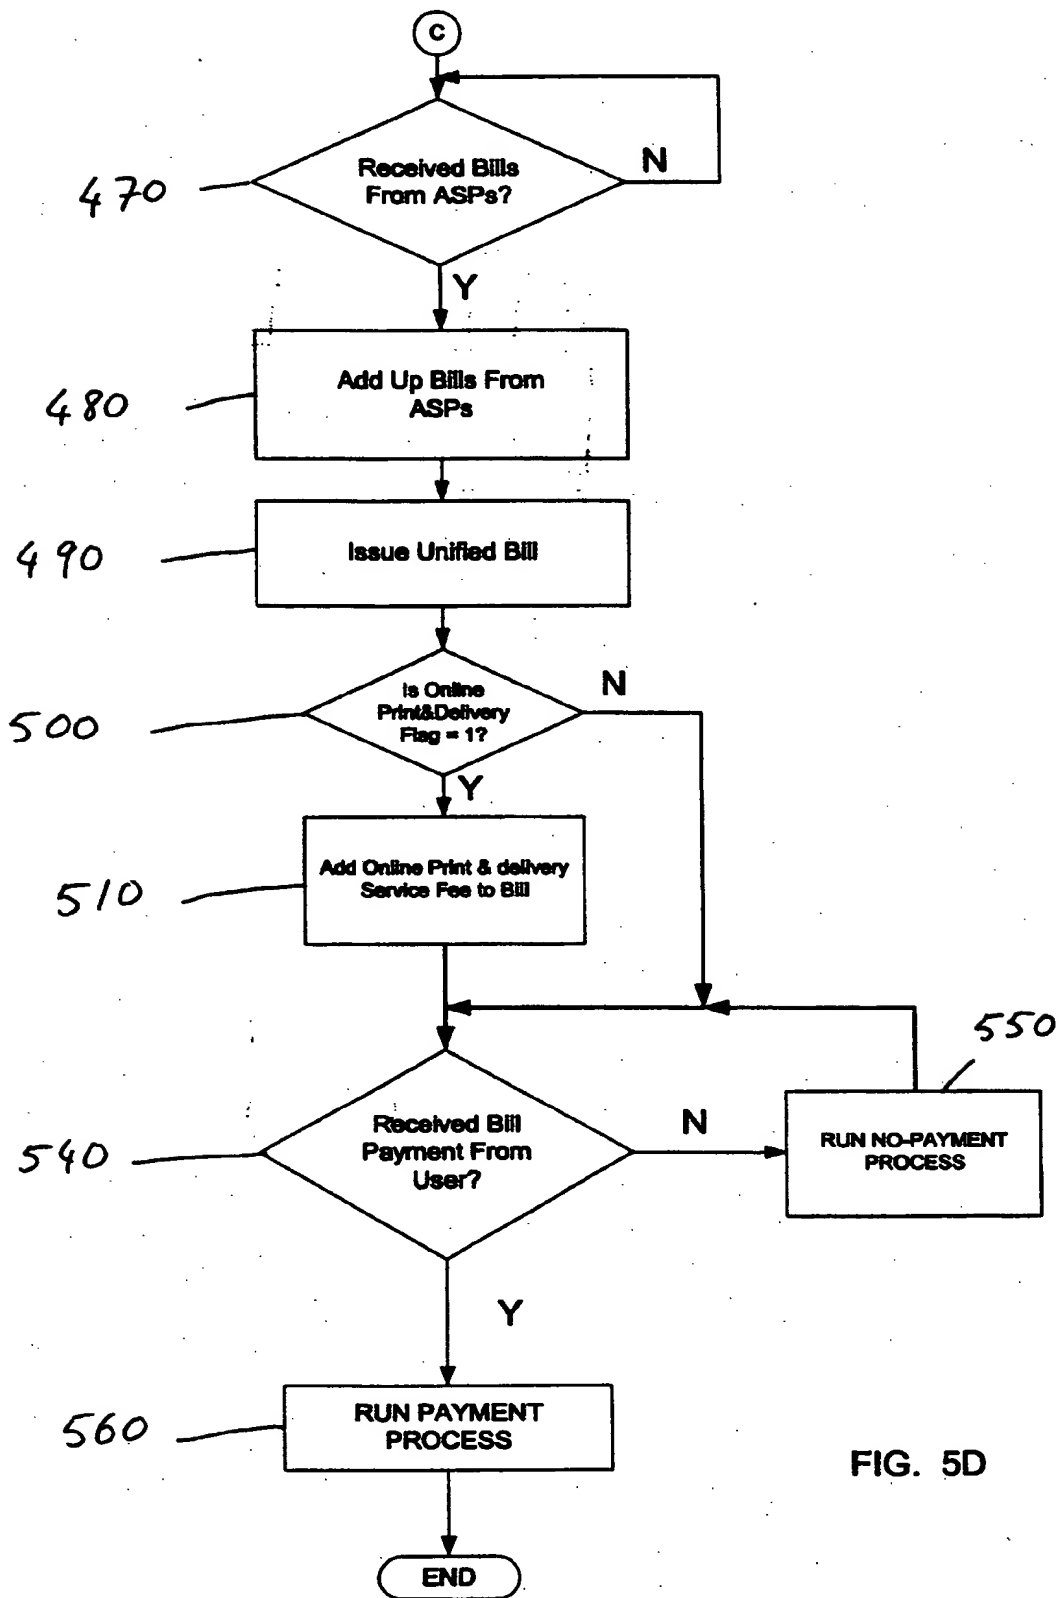 C
Received Bills
From ASPs?
N
470
Y
Add Up Bills From
ASPs
480
Issue Unified Bill
490
Is Online
Print&Delivery
Flag = 1?
N
500
Y
Add Online Print & delivery
Service Fee to Bill
510
550
Received Bill
Payment From
User?
N
540
RUN NO-PAYMENT
PROCESS
Y
RUN PAYMENT
PROCESS
560
FIG. 5D
END